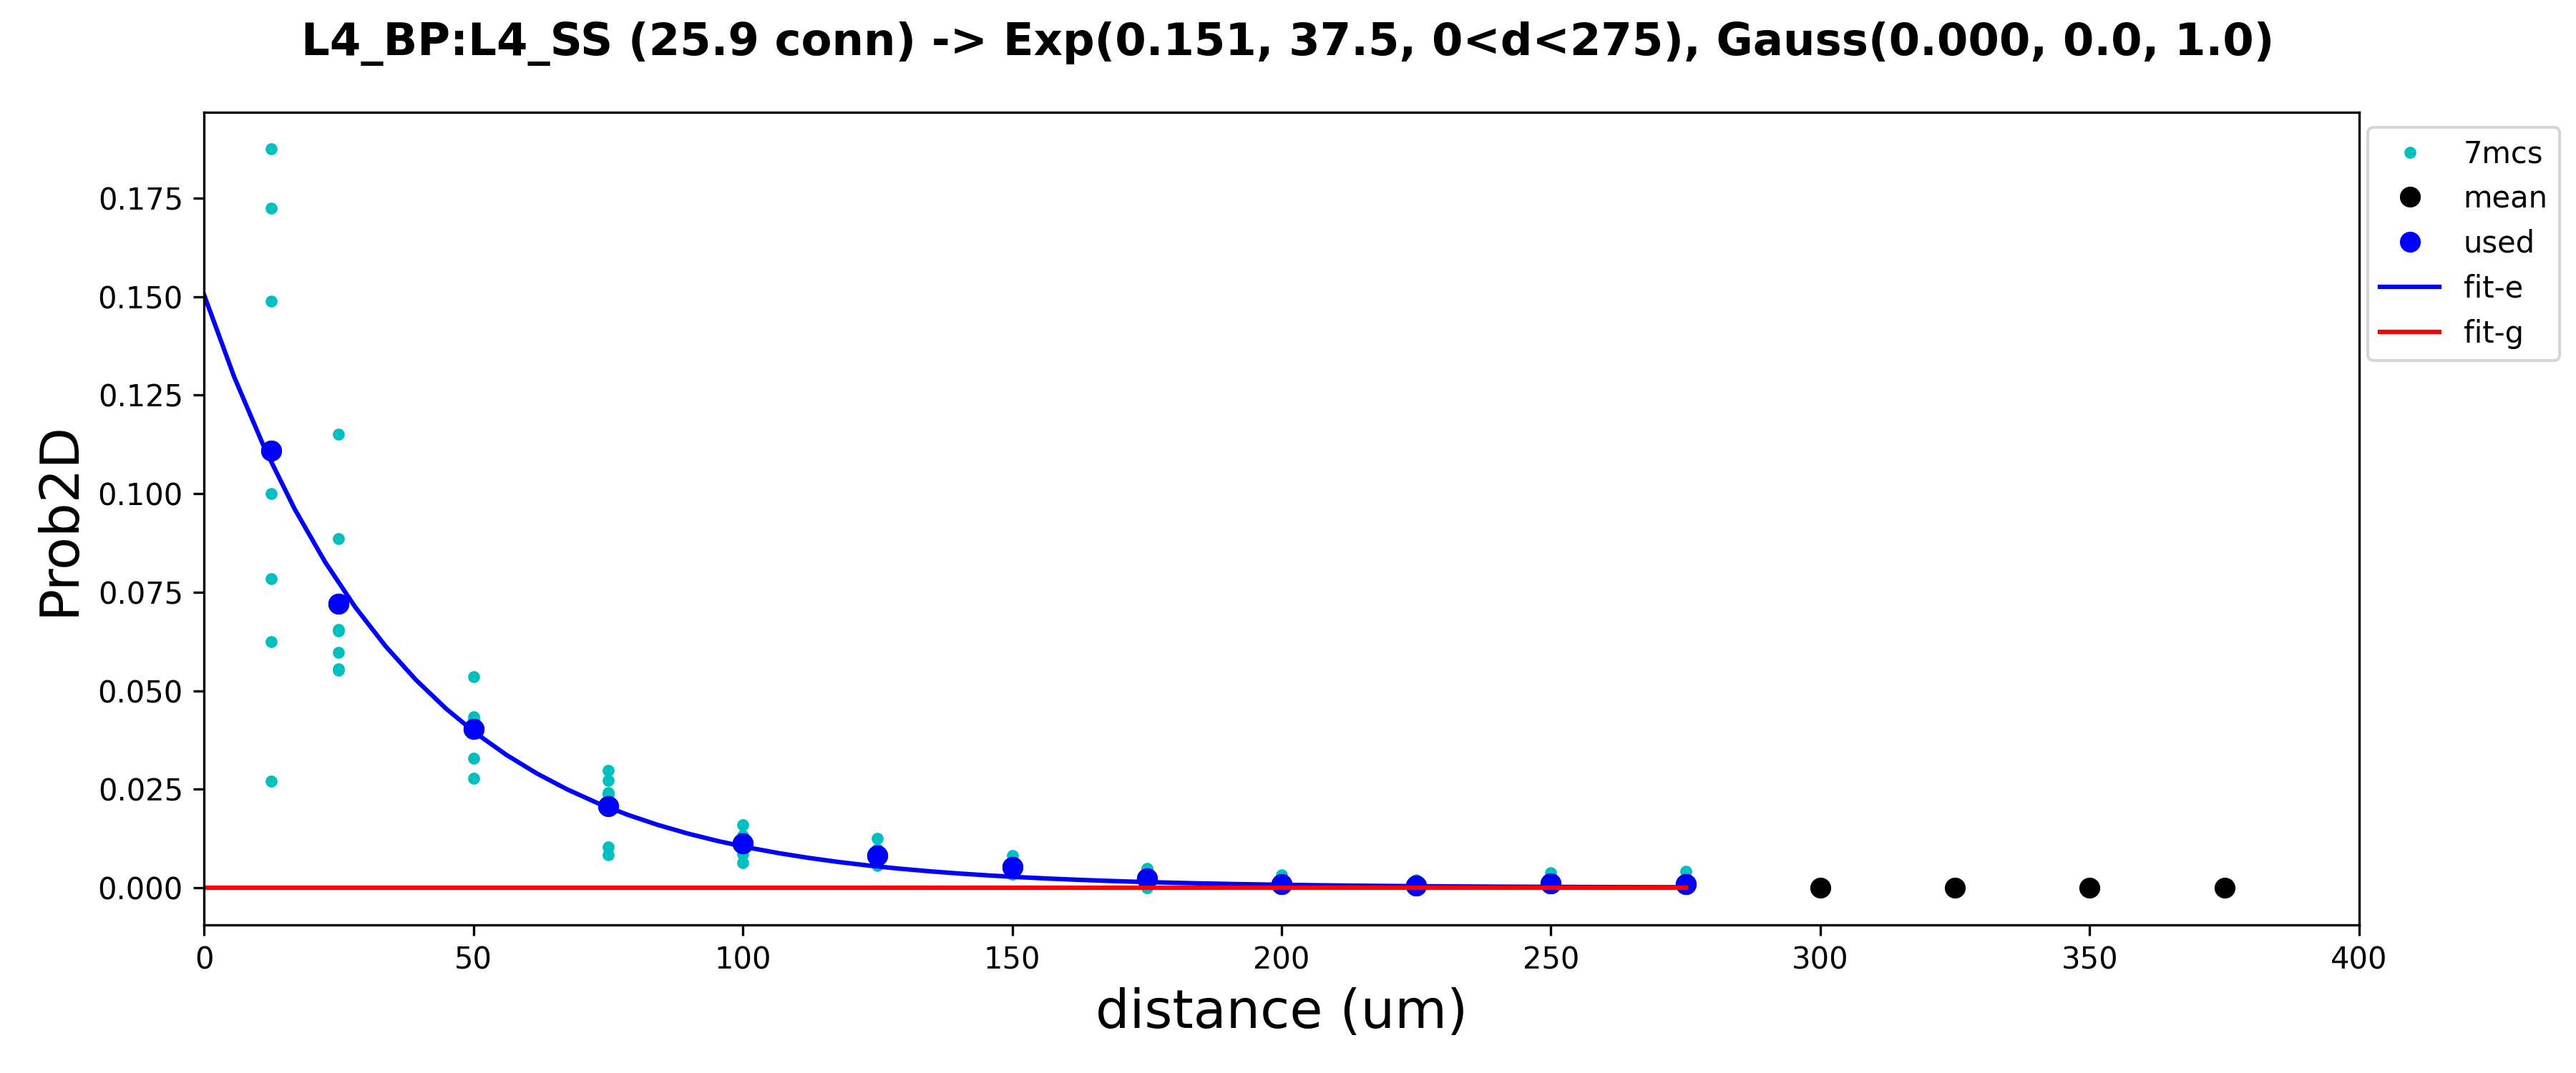 L4_BP:L4_SS (25.9 conn) -> Exp(0.151, 37.5, 0<d<275), Gauss(0.000, 0.0, 1.0)
7mcs
mean
used
fit-e
fit-g
Prob2D
0.175
0.150
0.125
0.100
0.075
0.050
0.025
0.000
0 50 100 150 200 250 300 350 400
distance (um)